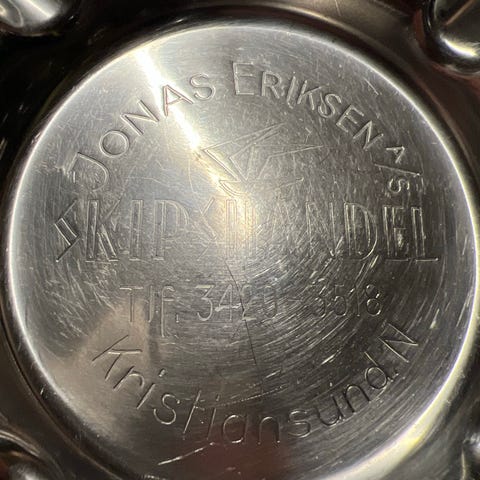 JONAS ERIKSEN A/S
SKIPSHANDEL
Tlf. 3420 - 3518
Kristiansund. N